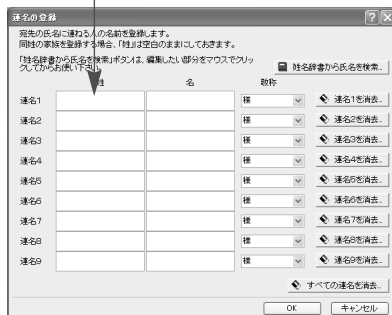 連名の登録
宛先の氏名に連ねる人の名前を登録します。
同姓の家族を登録する場合、「姓」は空白のままにしておきます。
「姓名辞書から氏名を検索」ボタンは、編集したい部分をマウスでクリックしてからお使い下さい。
姓名辞書から氏名を検索...
姓 名 敬称
連名1 様 連名1を消去...
連名2 様 連名2を消去...
連名3 様 連名3を消去...
連名4 様 連名4を消去...
連名5 様 連名5を消去...
連名6 様 連名6を消去...
連名7 様 連名7を消去...
連名8 様 連名8を消去...
連名9 様 連名9を消去...
すべての連名を消去...
OK キャンセル